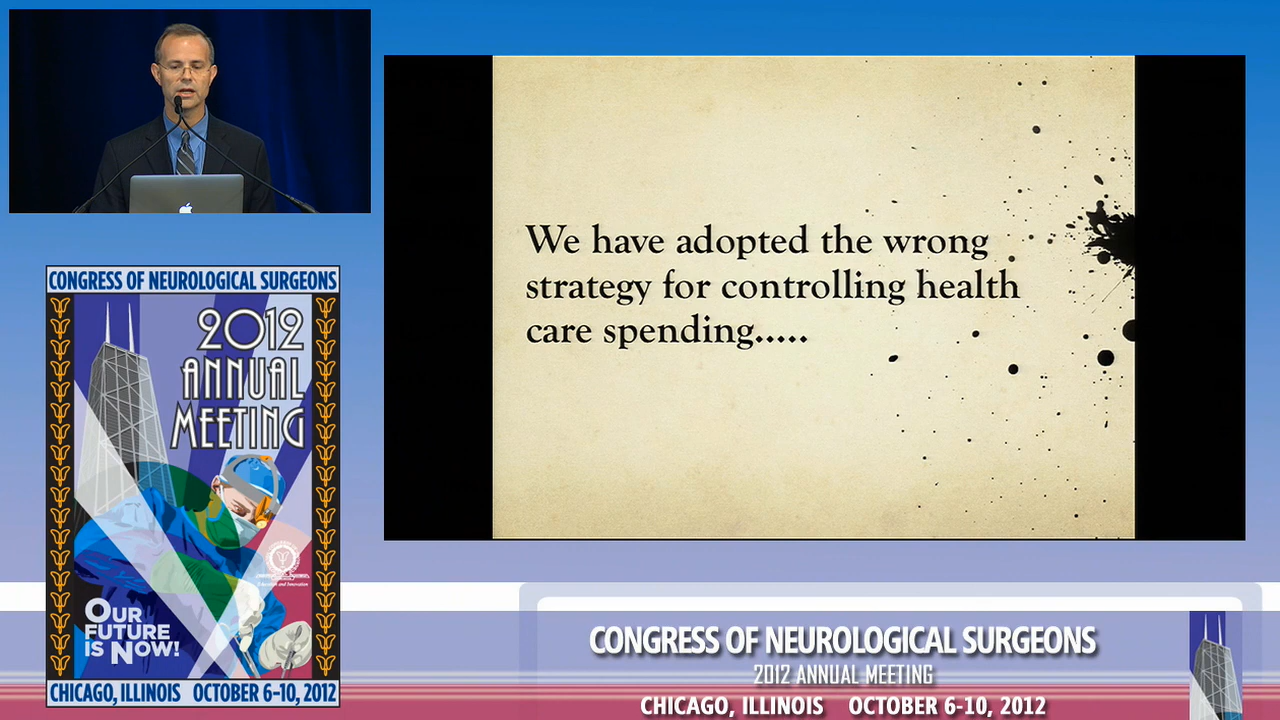 We have adopted the wrong
strategy for controlling health
care spending.....
CONGRESS OF NEUROLOGICAL SURGEONS
2012
ANNUAL
MEETING
OUR
FUTURE
IS NOW!
CHICAGO, ILLINOIS OCTOBER 6-10, 2012
CONGRESS OF NEUROLOGICAL SURGEONS
2012 ANNUAL MEETING
CHICAGO, ILLINOIS OCTOBER 6-10, 2012